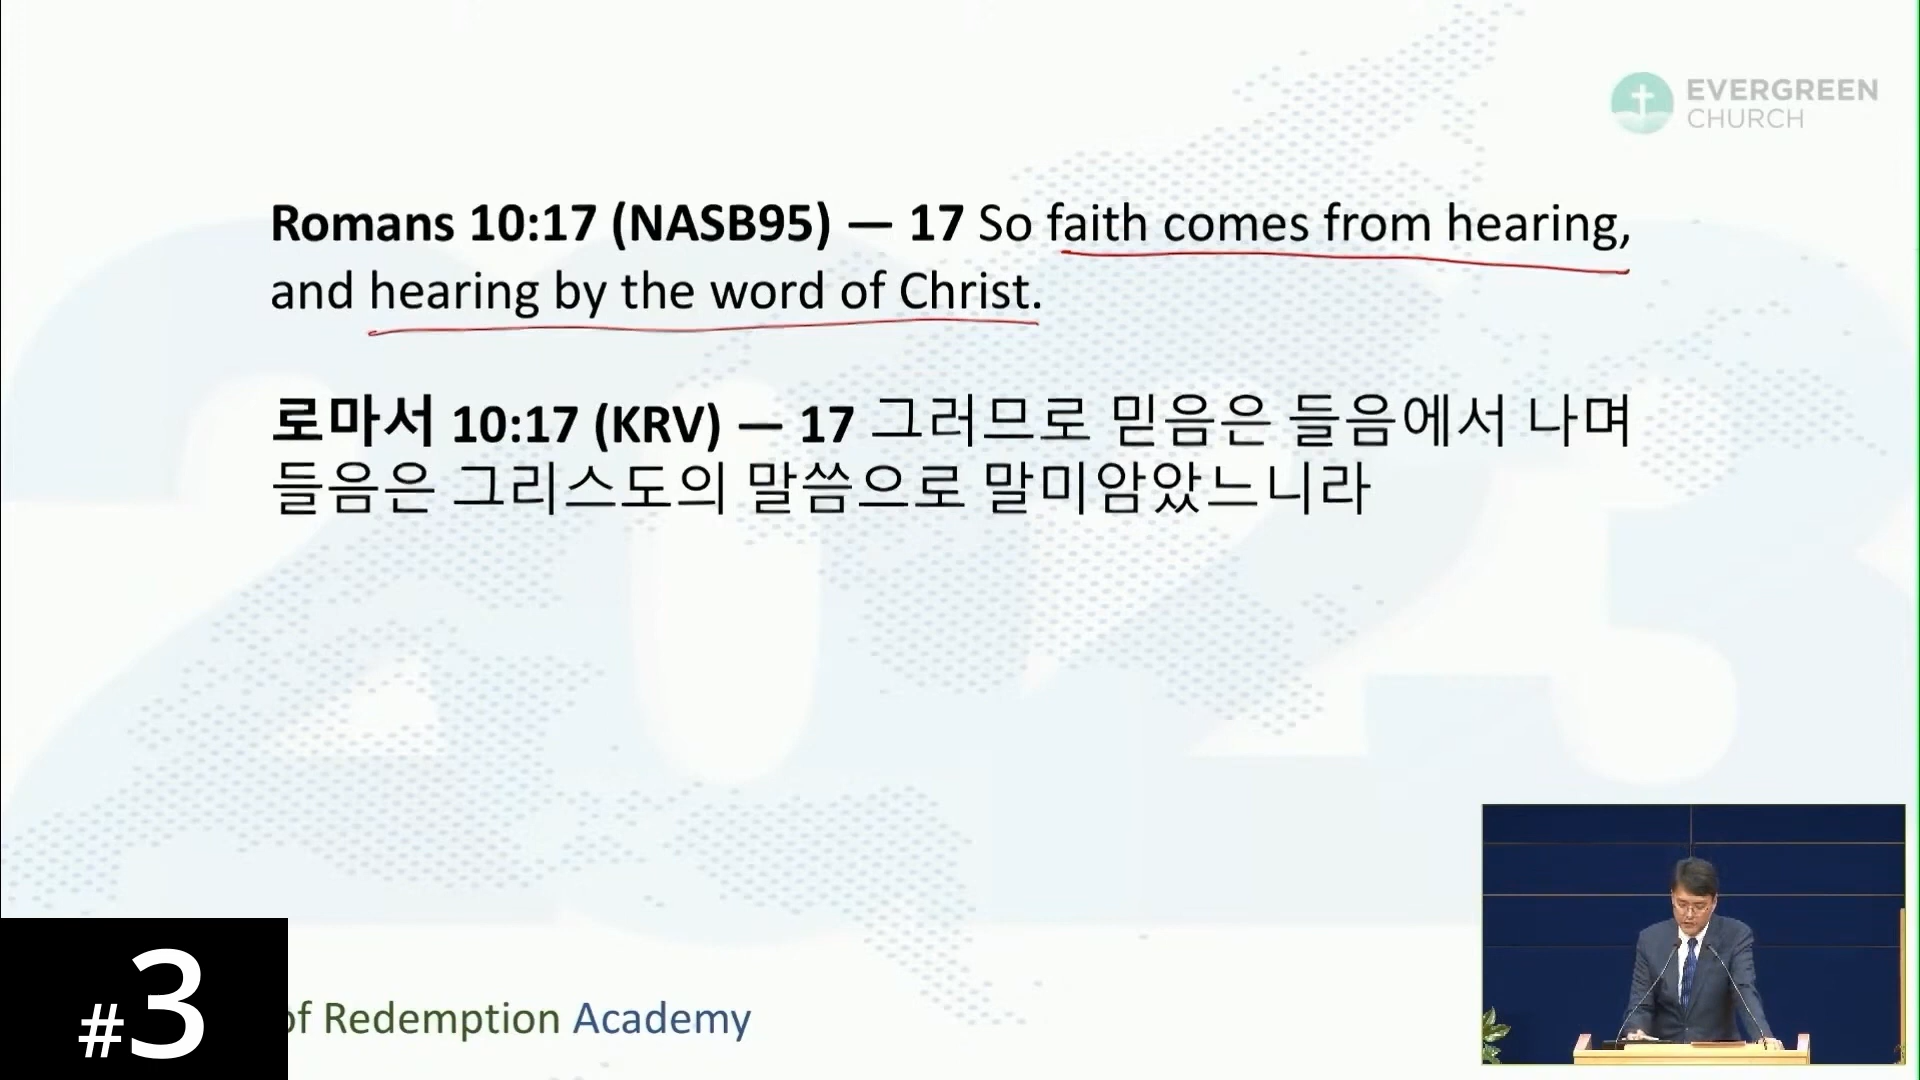 EVERGREEN
CHURCH
Romans 10:17 (NASB95) — 17 So faith comes from hearing,
and hearing by the word of Christ.
로마서 10:17 (KRV) — 17 그러므로 믿음은 들음에서 나며
들음은 그리스도의 말씀으로 말미암았느니라
#3
of Redemption Academy